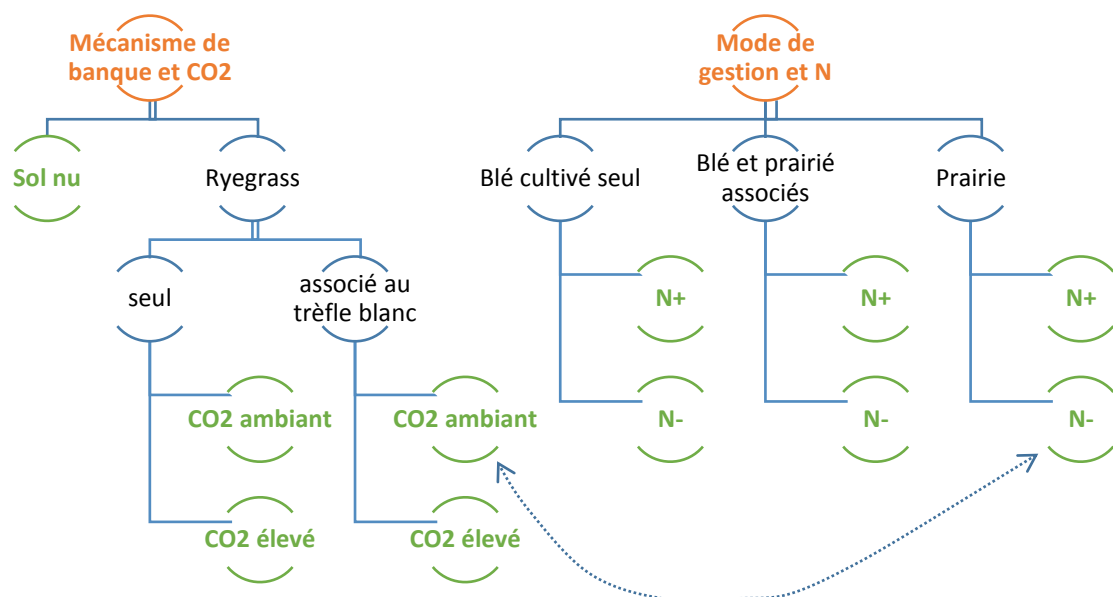 Mécanisme de
banque et CO2
Mode de
gestion et N
Sol nu
Ryegrass
Blé cultivé seul
Blé et prairié
associés
Prairie
seul
associé au
trèfle blanc
N+
N+
N+
CO2 ambiant
CO2 ambiant
N-
N-
N-
CO2 élevé
CO2 élevé